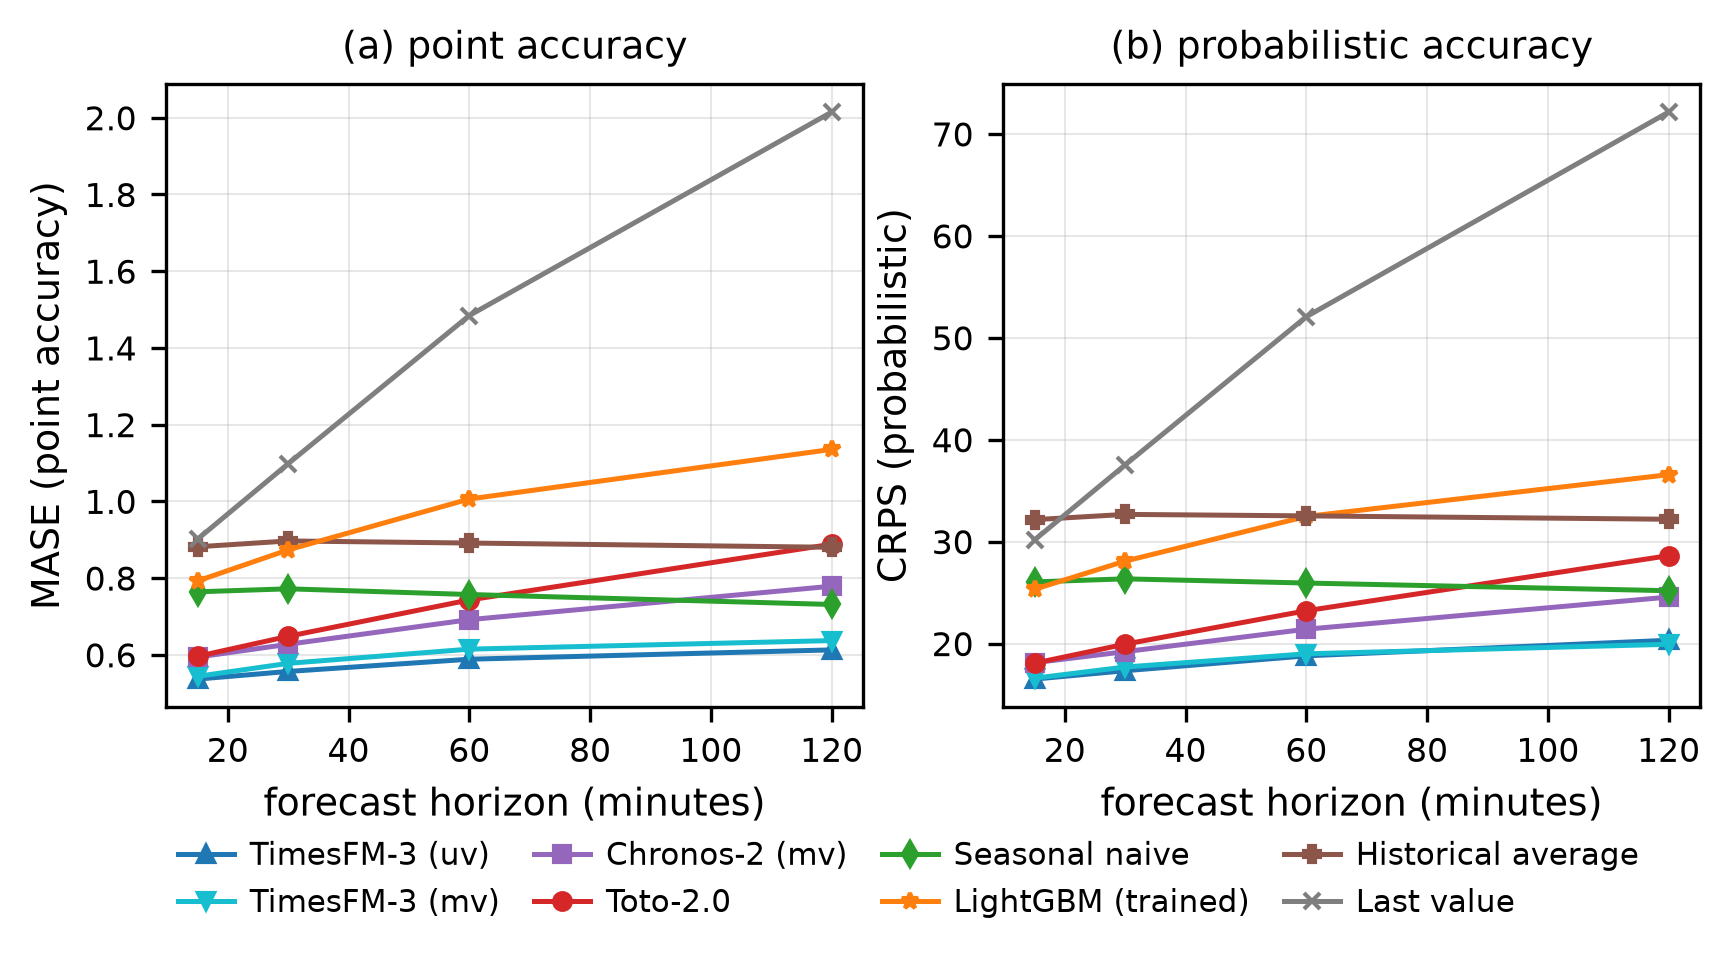 (a) point accuracy
(b) probabilistic accuracy
MASE (point accuracy)
2.0
1.8
1.6
1.4
1.2
1.0
0.8
0.6
20 40 60 80 100 120
forecast horizon (minutes)
CRPS (probabilistic)
70
60
50
40
30
20
20 40 60 80 100 120
forecast horizon (minutes)
TimesFM-3 (uv) Chronos-2 (mv) Seasonal naive Historical average
TimesFM-3 (mv) Toto-2.0 LightGBM (trained) Last value